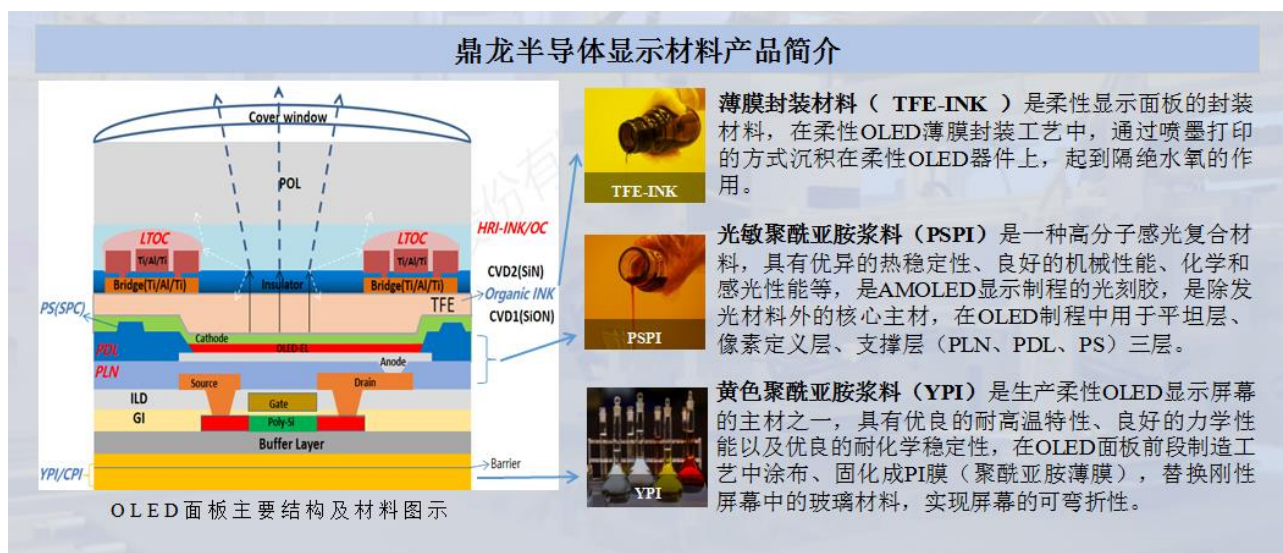 鼎龙半导体显示材料产品简介
Cover window
POL
LTOC
LTOC
HRI-INK/OC
Ti/Al/Ti
Ti/Al/Ti
CVD2(SiN)
Bridge(Ti/Al/Ti)
Insulator
Bridge(Ti/Al/Ti)
Organic INK
TFE
PS(SPC)
CVD1(SiON)
Cathode
OLED-EL
PDL
Anode
PLN
Source
Drain
ILD
Gate
GI
Poly-Si
Buffer Layer
Barrier
YPI/CPI
OLED面板主要结构及材料图示
TFE-INK
薄膜封装材料（ TFE-INK ）是柔性显示面板的封装
材料，在柔性OLED薄膜封装工艺中，通过喷墨打印
的方式沉积在柔性OLED器件上，起到隔绝水氧的作
用。
PSPI
光敏聚酰亚胺浆料（PSPI）是一种高分子感光复合材
料，具有优异的热稳定性、良好的机械性能、化学和
感光性能等，是AMOLED显示制程的光刻胶，是除发
光材料外的核心主材，在OLED制程中用于平坦层、
像素定义层、支撑层（PLN、PDL、PS）三层。
YPI
黄色聚酰亚胺浆料（YPI）是生产柔性OLED显示屏幕
的主材之一，具有优良的耐高温特性、良好的力学性
能以及优良的耐化学稳定性，在OLED面板前段制造工
艺中涂布、固化成PI膜（聚酰亚胺薄膜），替换刚性
屏幕中的玻璃材料，实现屏幕的可弯折性。